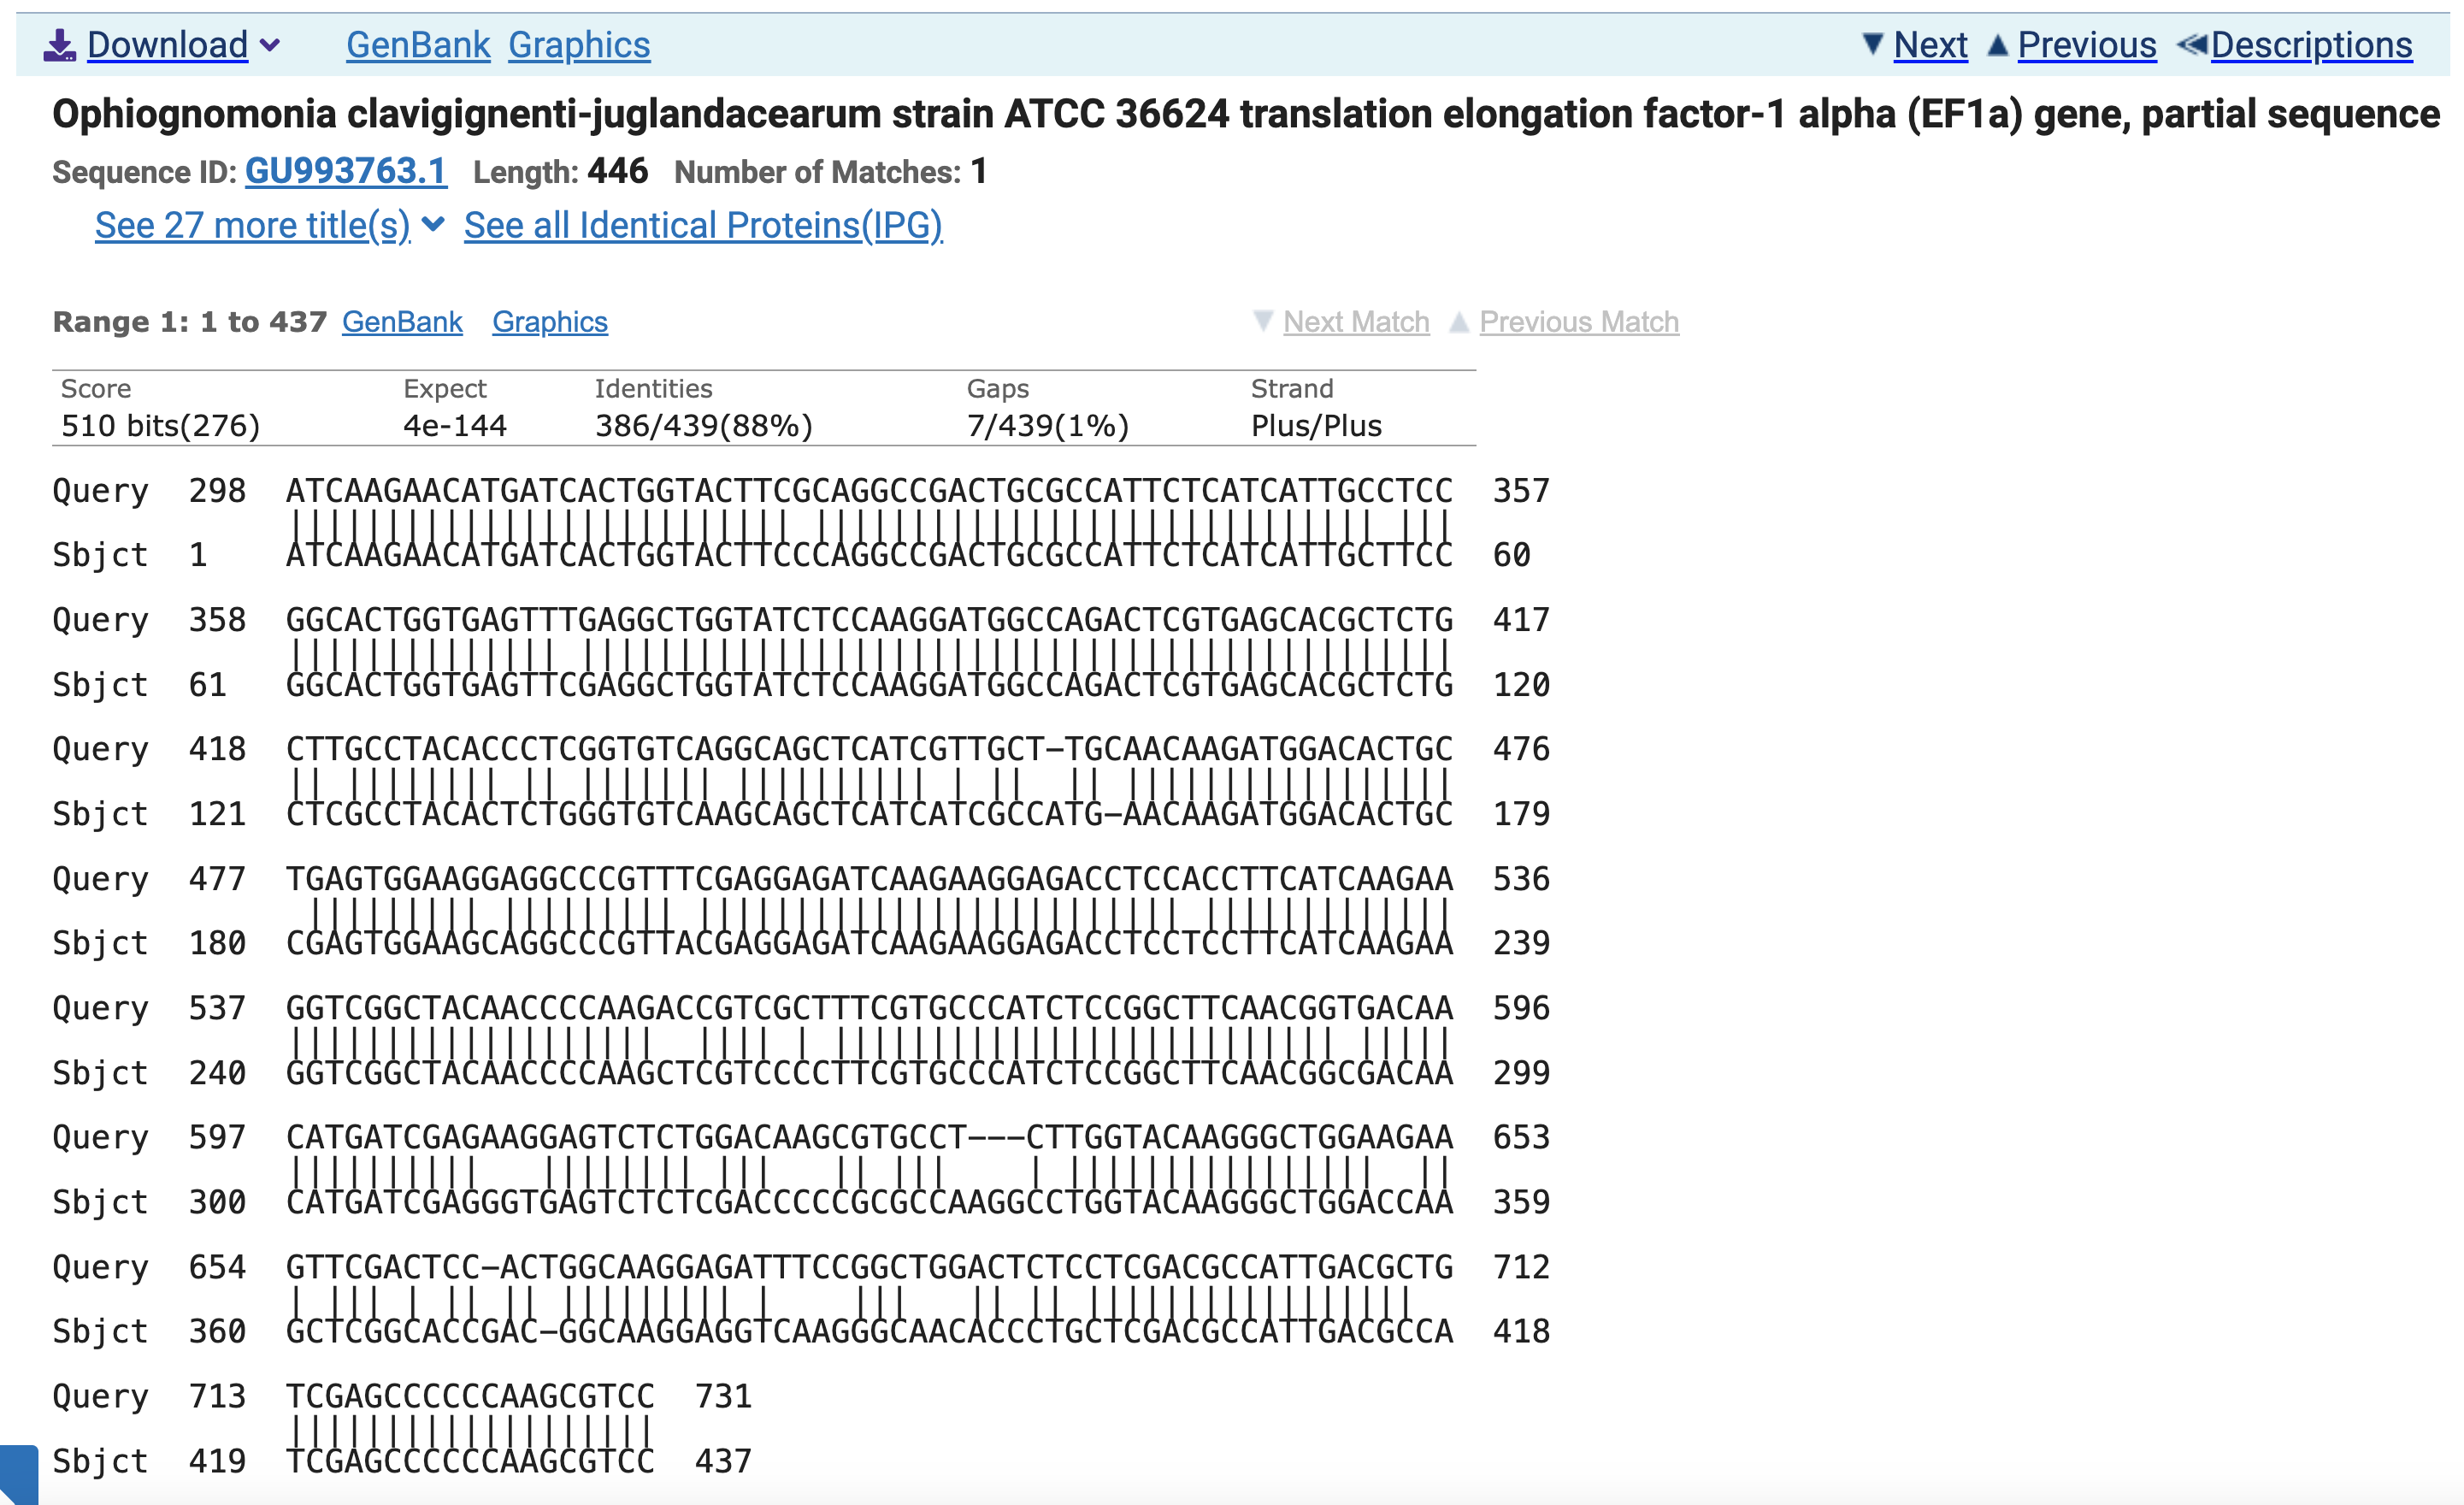 Download GenBank Graphics Next Previous Descriptions
Ophiognomonia clavigignenti-juglandacearum strain ATCC 36624 translation elongation factor-1 alpha (EF1a) gene, partial sequence
Sequence ID: GU993763.1 Length: 446 Number of Matches: 1
See 27 more title(s) See all Identical Proteins(IPG)
Range 1: 1 to 437 GenBank Graphics Next Match Previous Match
Score Expect Identities Gaps Strand
510 bits(276) 4e-144 386/439(88%) 7/439(1%) Plus/Plus
Query 298 ATCAAGAACATGATCACTGGTACTTCGCAGGCCGACTGCGCCATTCTCATCATTGCCTCC 357
Sbjct 1 ATCAAGAACATGATCACTGGTACTTCCCAGGCCGACTGCGCCATTCTCATCATTGCTTCC 60
Query 358 GGCACTGGTGAGTTTGAGGCTGGTATCTCCAAGGATGGCCAGACTCGTGAGCACGCTCTG 417
Sbjct 61 GGCACTGGTGAGTTCGAGGCTGGTATCTCCAAGGATGGCCAGACTCGTGAGCACGCTCTG 120
Query 418 CTTGCCTACACCCTCGGTGTCAGGCAGCTCATCGTTGCT-TGCAACAAGATGGACACTGC 476
Sbjct 121 CTCGCCTACACTCTGGGTGTCAAGCAGCTCATCATCGCCATG-AACAAGATGGACACTGC 179
Query 477 TGAGTGGAAGGAGGCCCGTTTCGAGGAGATCAAGAAGGAGACCTCCACCTTCATCAAGAA 536
Sbjct 180 CGAGTGGAAGCAGGCCCGTTACGAGGAGATCAAGAAGGAGACCTCCTCCTTCATCAAGAA 239
Query 537 GGTCGGCTACAACCCCAAGACCGTCGCTTTCGTGCCCATCTCCGGCTTCAACGGTGACAA 596
Sbjct 240 GGTCGGCTACAACCCCAAGCTCGTCCCCTTCGTGCCCATCTCCGGCTTCAACGGCGACAA 299
Query 597 CATGATCGAGAAGGAGTCTCTGGACAAGCGTGCCT---CTTGGTACAAGGGCTGGAAGAA 653
Sbjct 300 CATGATCGAGGGTGAGTCTCTCGACCCCCGCGCCAAGGCCTGGTACAAGGGCTGGACCAA 359
Query 654 GTTCGACTCC-ACTGGCAAGGAGATTTCCGGCTGGACTCTCCTCGACGCCATTGACGCTG 712
Sbjct 360 GCTCGGCACCGAC-GGCAAGGAGGTCAAGGGCAACACCCTGCTCGACGCCATTGACGCCA 418
Query 713 TCGAGCCCCCCAAGCGTCC 731
Sbjct 419 TCGAGCCCCCCAAGCGTCC 437